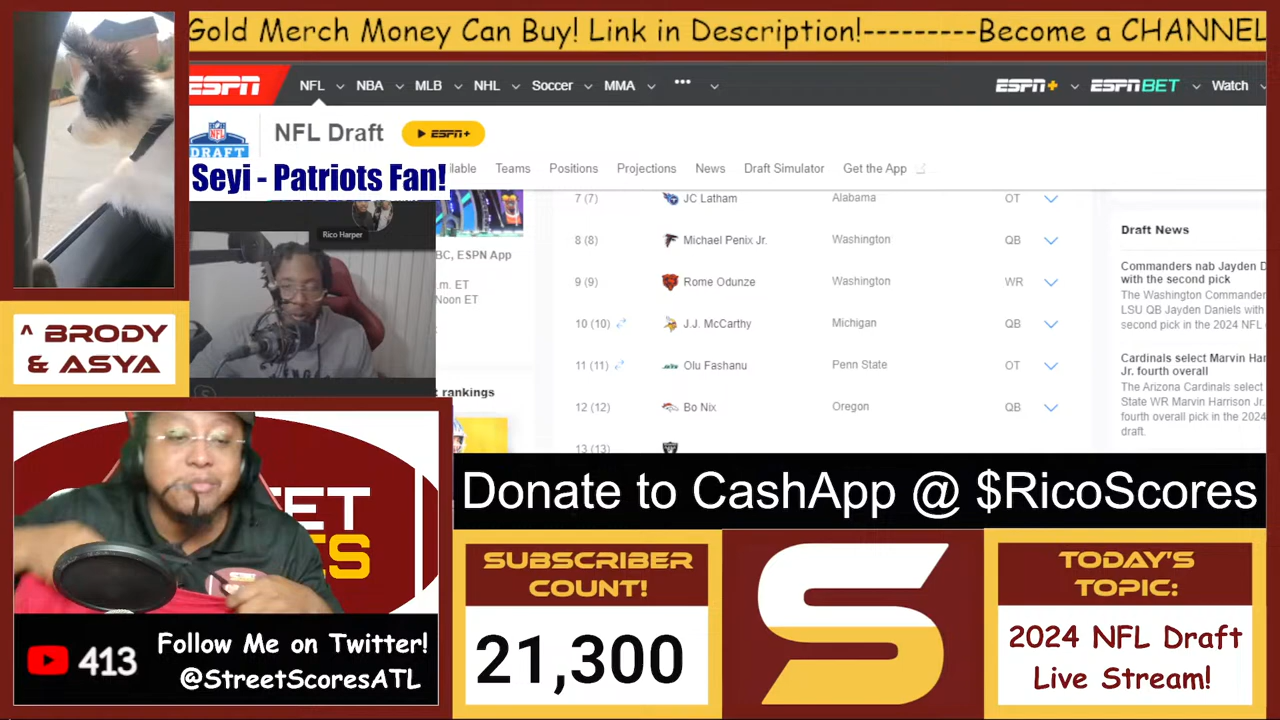 Gold Merch Money Can Buy! Link in Description!---------Become a CHANNEL
ESPN
NFL NBA MLB NHL Soccer MMA •••
ESPN+ ESPN BET Watch
NFL
DRAFT
NFL Draft
ESPN+
Teams Positions Projections News Draft Simulator Get the App
Seyi - Patriots Fan!
Rico Harper
BC, ESPN App
.m. ET
Noon ET
rankings
7 (7) JC Latham Alabama OT
8 (8) Michael Penix Jr. Washington QB
9 (9) Rome Odunze Washington WR
10 (10) J.J. McCarthy Michigan QB
11 (11) Olu Fashanu Penn State OT
12 (12) Bo Nix Oregon QB
13 (13)
Draft News
Commanders nab Jayden D
with the second pick
The Washington Commander
LSU QB Jayden Daniels with
second pick in the 2024 NFL
Cardinals select Marvin Har
Jr. fourth overall
The Arizona Cardinals select
State WR Marvin Harrison Jr.
fourth overall pick in the 2024
draft.
^ BRODY
& ASYA
Donate to CashApp @ $RicoScores
413
Follow Me on Twitter!
@StreetScoresATL
SUBSCRIBER
COUNT!
21,300
S
TODAY'S
TOPIC:
2024 NFL Draft
Live Stream!